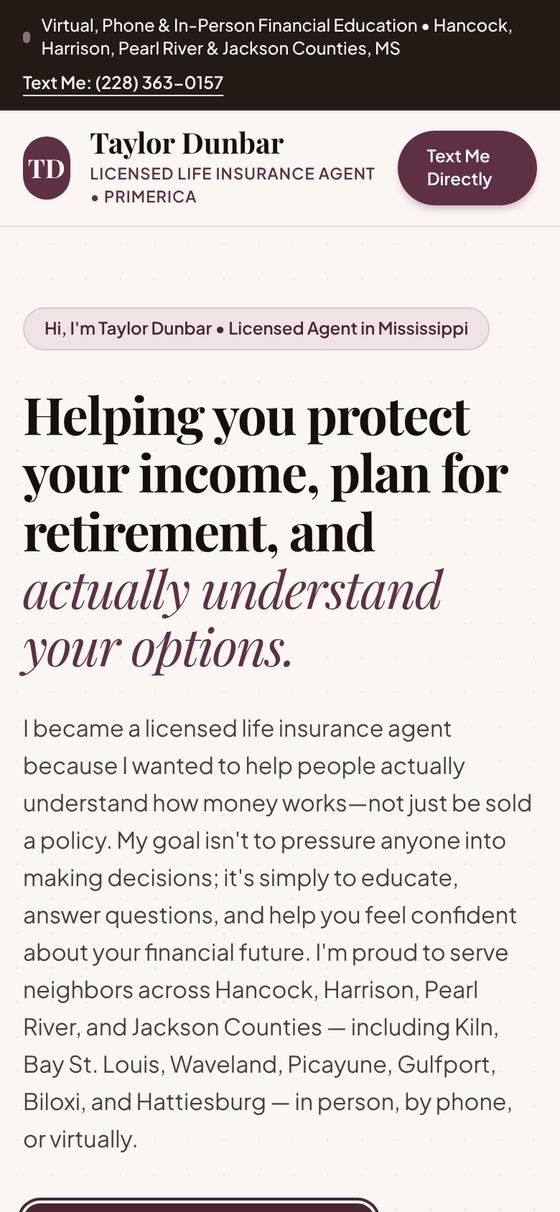 Virtual, Phone & In-Person Financial Education • Hancock,
Harrison, Pearl River & Jackson Counties, MS
Text Me: (228) 363-0157
TD
Taylor Dunbar
LICENSED LIFE INSURANCE AGENT
• PRIMERICA
Text Me
Directly
Hi, I'm Taylor Dunbar • Licensed Agent in Mississippi
Helping you protect
your income, plan for
retirement, and
actually understand
your options.
I became a licensed life insurance agent
because I wanted to help people actually
understand how money works—not just be sold
a policy. My goal isn't to pressure anyone into
making decisions; it's simply to educate,
answer questions, and help you feel confident
about your financial future. I'm proud to serve
neighbors across Hancock, Harrison, Pearl
River, and Jackson Counties — including Kiln,
Bay St. Louis, Waveland, Picayune, Gulfport,
Biloxi, and Hattiesburg — in person, by phone,
or virtually.